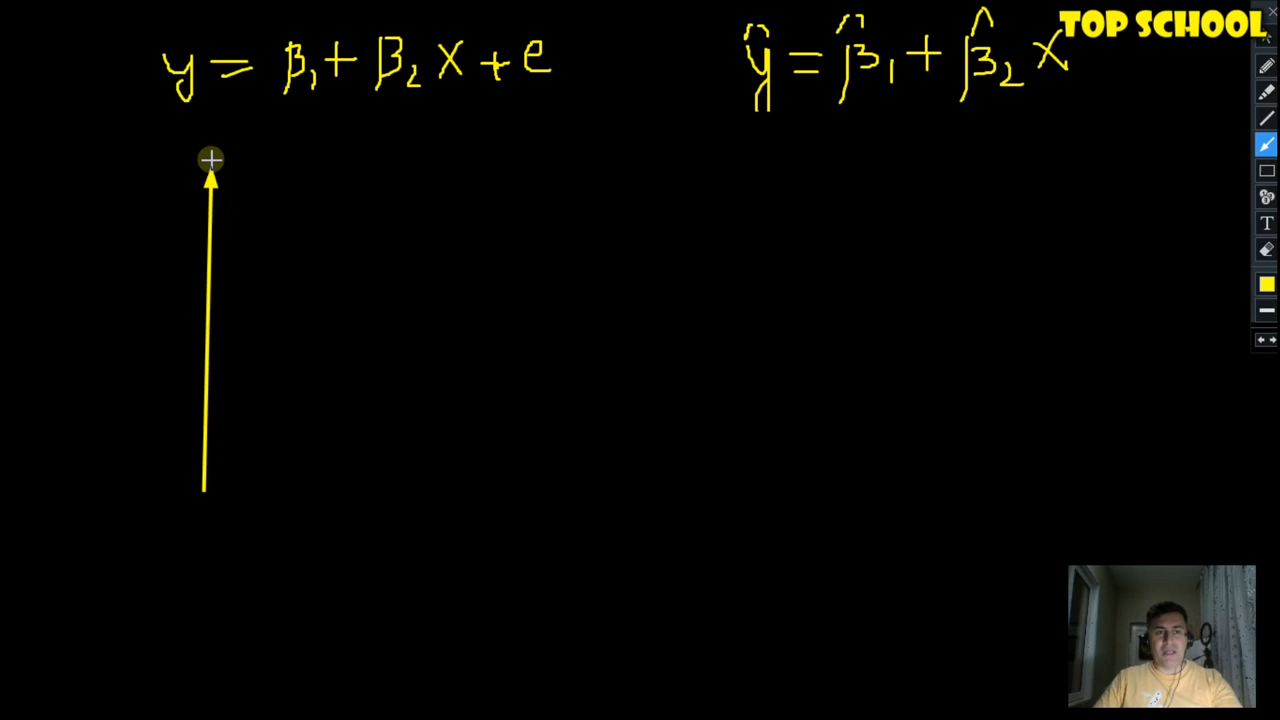 y = β₁ + β₂ x + e
ŷ = β̂₁ + β̂₂ x
TOP SCHOOL
T